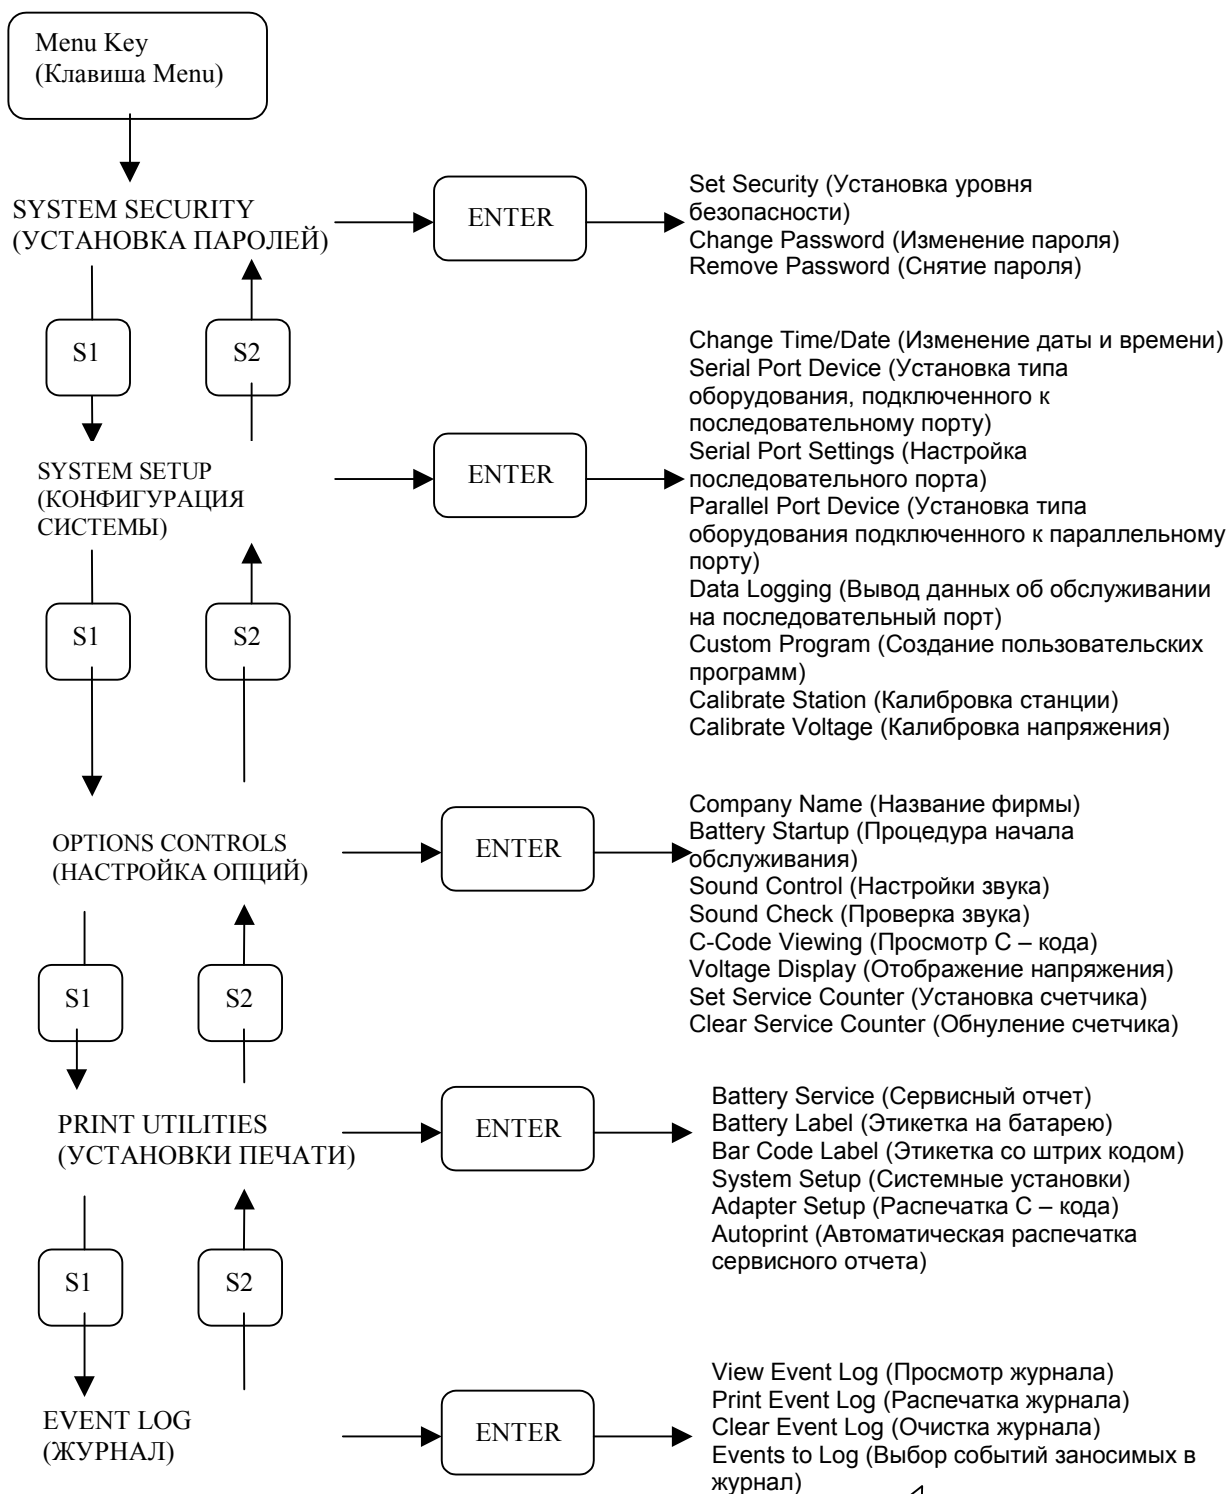 Menu Key
(Клавиша Menu)
SYSTEM SECURITY
(УСТАНОВКА ПАРОЛЕЙ)
ENTER
Set Security (Установка уровня
безопасности)
Change Password (Изменение пароля)
Remove Password (Снятие пароля)
S1
S2
SYSTEM SETUP
(КОНФИГУРАЦИЯ
СИСТЕМЫ)
ENTER
Change Time/Date (Изменение даты и времени)
Serial Port Device (Установка типа
оборудования, подключенного к
последовательному порту)
Serial Port Settings (Настройка
последовательного порта)
Parallel Port Device (Установка типа
оборудования подключенного к параллельному
порту)
Data Logging (Вывод данных об обслуживании
на последовательный порт)
Custom Program (Создание пользовательских
программ)
Calibrate Station (Калибровка станции)
Calibrate Voltage (Калибровка напряжения)
S1
S2
OPTIONS CONTROLS
(НАСТРОЙКА ОПЦИЙ)
ENTER
Company Name (Название фирмы)
Battery Startup (Процедура начала
обслуживания)
Sound Control (Настройки звука)
Sound Check (Проверка звука)
C-Code Viewing (Просмотр С – кода)
Voltage Display (Отображение напряжения)
Set Service Counter (Установка счетчика)
Clear Service Counter (Обнуление счетчика)
S1
S2
PRINT UTILITIES
(УСТАНОВКИ ПЕЧАТИ)
ENTER
Battery Service (Сервисный отчет)
Battery Label (Этикетка на батарею)
Bar Code Label (Этикетка со штрих кодом)
System Setup (Системные установки)
Adapter Setup (Распечатка С – кода)
Autoprint (Автоматическая распечатка
сервисного отчета)
S1
S2
EVENT LOG
(ЖУРНАЛ)
ENTER
View Event Log (Просмотр журнала)
Print Event Log (Распечатка журнала)
Clear Event Log (Очистка журнала)
Events to Log (Выбор событий заносимых в
журнал)